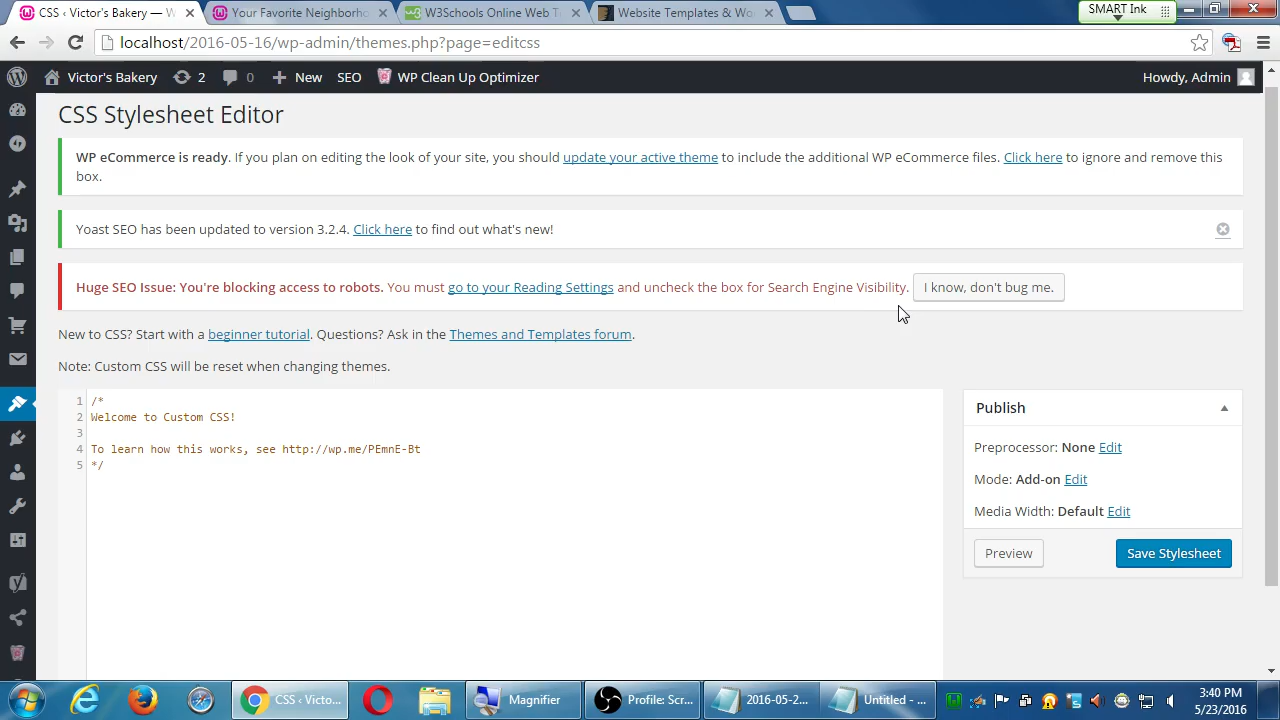 CSS ‹ Victor's Bakery — W
Your Favorite Neighborho
W3Schools Online Web T
Website Templates & Wo
SMART Ink
localhost/2016-05-16/wp-admin/themes.php?page=editcss
Victor's Bakery
2
0
New
SEO
WP Clean Up Optimizer
Howdy, Admin
CSS Stylesheet Editor
WP eCommerce is ready. If you plan on editing the look of your site, you should update your active theme to include the additional WP eCommerce files. Click here to ignore and remove this
box.
Yoast SEO has been updated to version 3.2.4. Click here to find out what's new!
Huge SEO Issue: You're blocking access to robots. You must go to your Reading Settings and uncheck the box for Search Engine Visibility. I know, don't bug me.
New to CSS? Start with a beginner tutorial. Questions? Ask in the Themes and Templates forum.
Note: Custom CSS will be reset when changing themes.
1 /*
2 Welcome to Custom CSS!
3
4 To learn how this works, see http://wp.me/PEmnE-Bt
5 */
Publish
Preprocessor: None Edit
Mode: Add-on Edit
Media Width: Default Edit
Preview
Save Stylesheet
CSS ‹ Victo...
Magnifier
Profile: Scr...
2016-05-2...
Untitled - ...
3:40 PM
5/23/2016